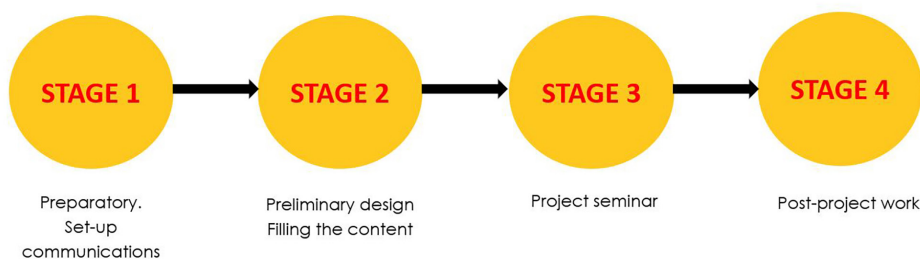 STAGE 1
STAGE 2
STAGE 3
STAGE 4
Preparatory.
Set-up
communications
Preliminary design
Filling the content
Project seminar
Post-project work